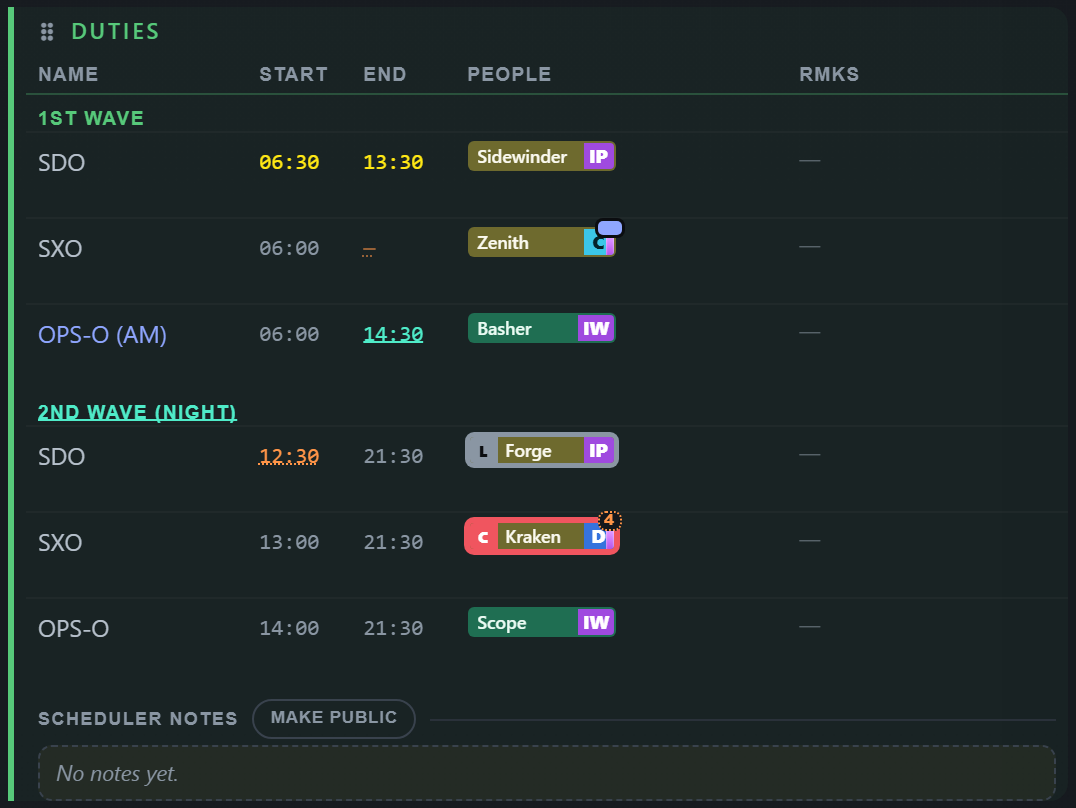 DUTIES
NAME START END PEOPLE RMKS
1ST WAVE
SDO 06:30 13:30 Sidewinder IP —
SXO 06:00 — Zenith C —
OPS-O (AM) 06:00 14:30 Basher IW —
2ND WAVE (NIGHT)
SDO 12:30 21:30 L Forge IP —
4
SXO 13:00 21:30 C Kraken D —
OPS-O 14:00 21:30 Scope IW —
SCHEDULER NOTES MAKE PUBLIC
No notes yet.